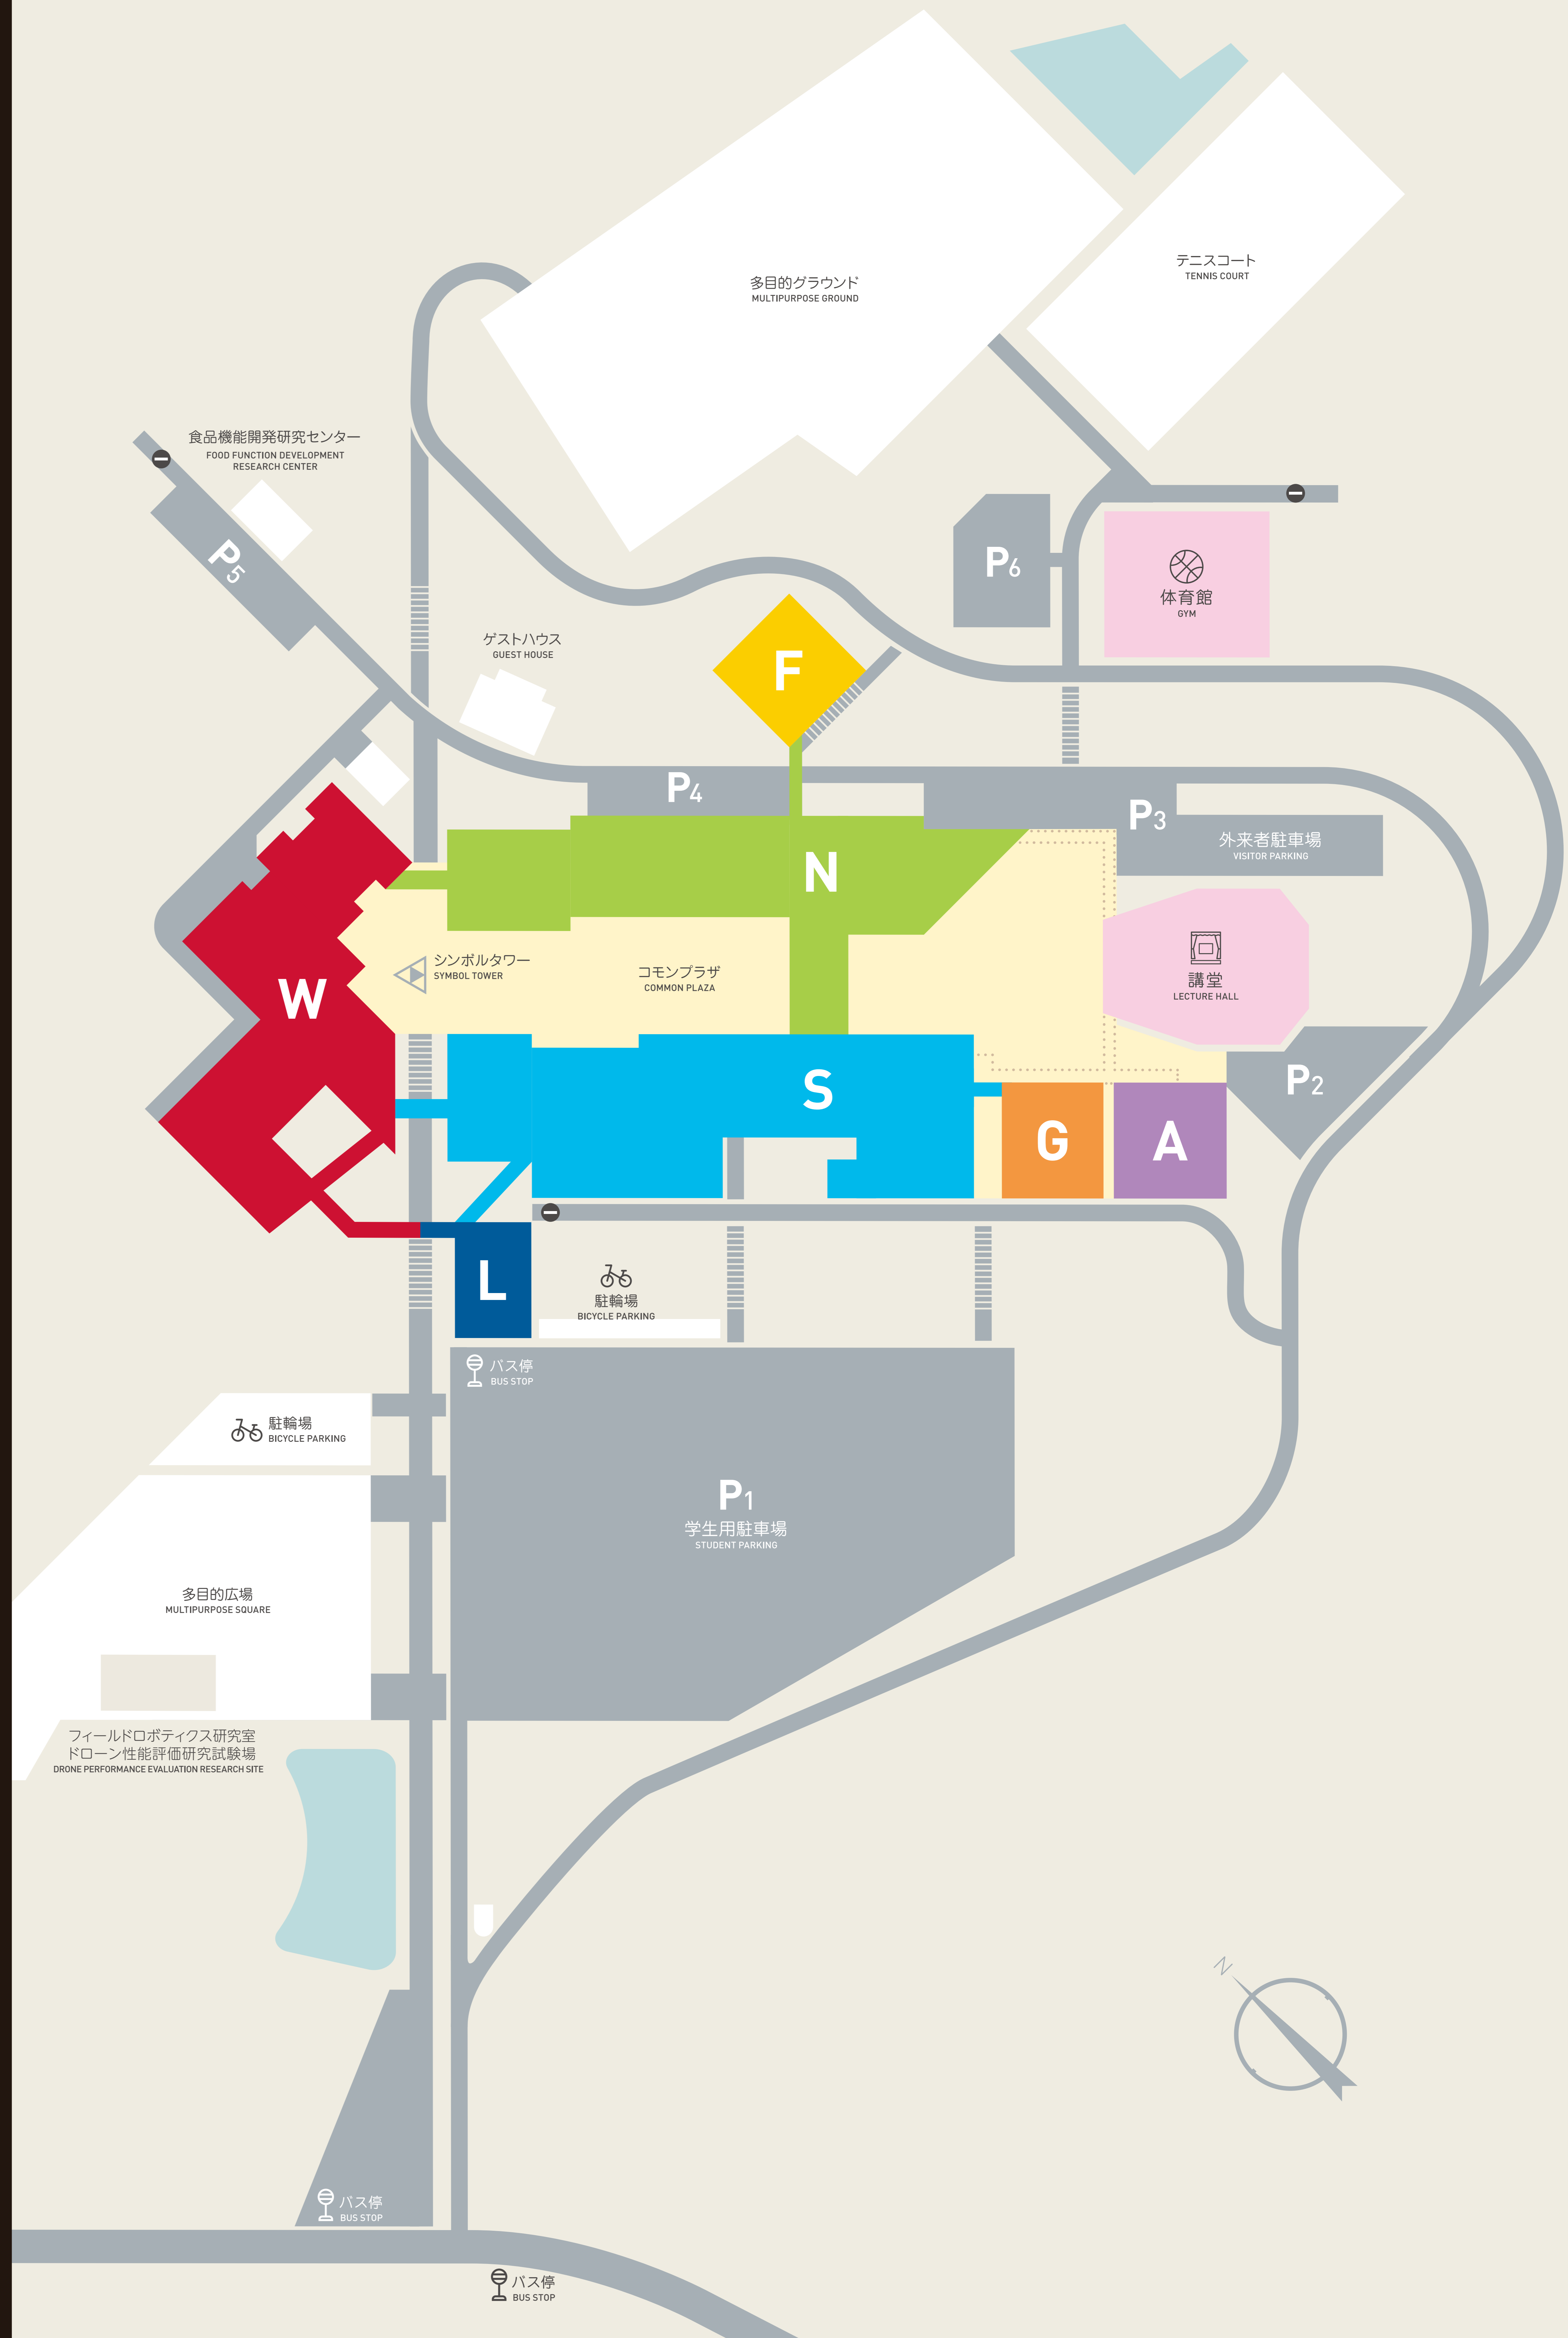 多目的グラウンド
MULTIPURPOSE GROUND
テニスコート
TENNIS COURT
食品機能開発研究センター
FOOD FUNCTION DEVELOPMENT
RESEARCH CENTER
P5
P6
体育館
GYM
ゲストハウス
GUEST HOUSE
F
P4
P3
外来者駐車場
VISITOR PARKING
N
W
シンボルタワー
SYMBOL TOWER
コモンプラザ
COMMON PLAZA
講堂
LECTURE HALL
S
P2
G
A
L
駐輪場
BICYCLE PARKING
バス停
BUS STOP
駐輪場
BICYCLE PARKING
P1
学生用駐車場
STUDENT PARKING
多目的広場
MULTIPURPOSE SQUARE
フィールドロボティクス研究室
ドローン性能評価研究試験場
DRONE PERFORMANCE EVALUATION RESEARCH SITE
N
バス停
BUS STOP
バス停
BUS STOP